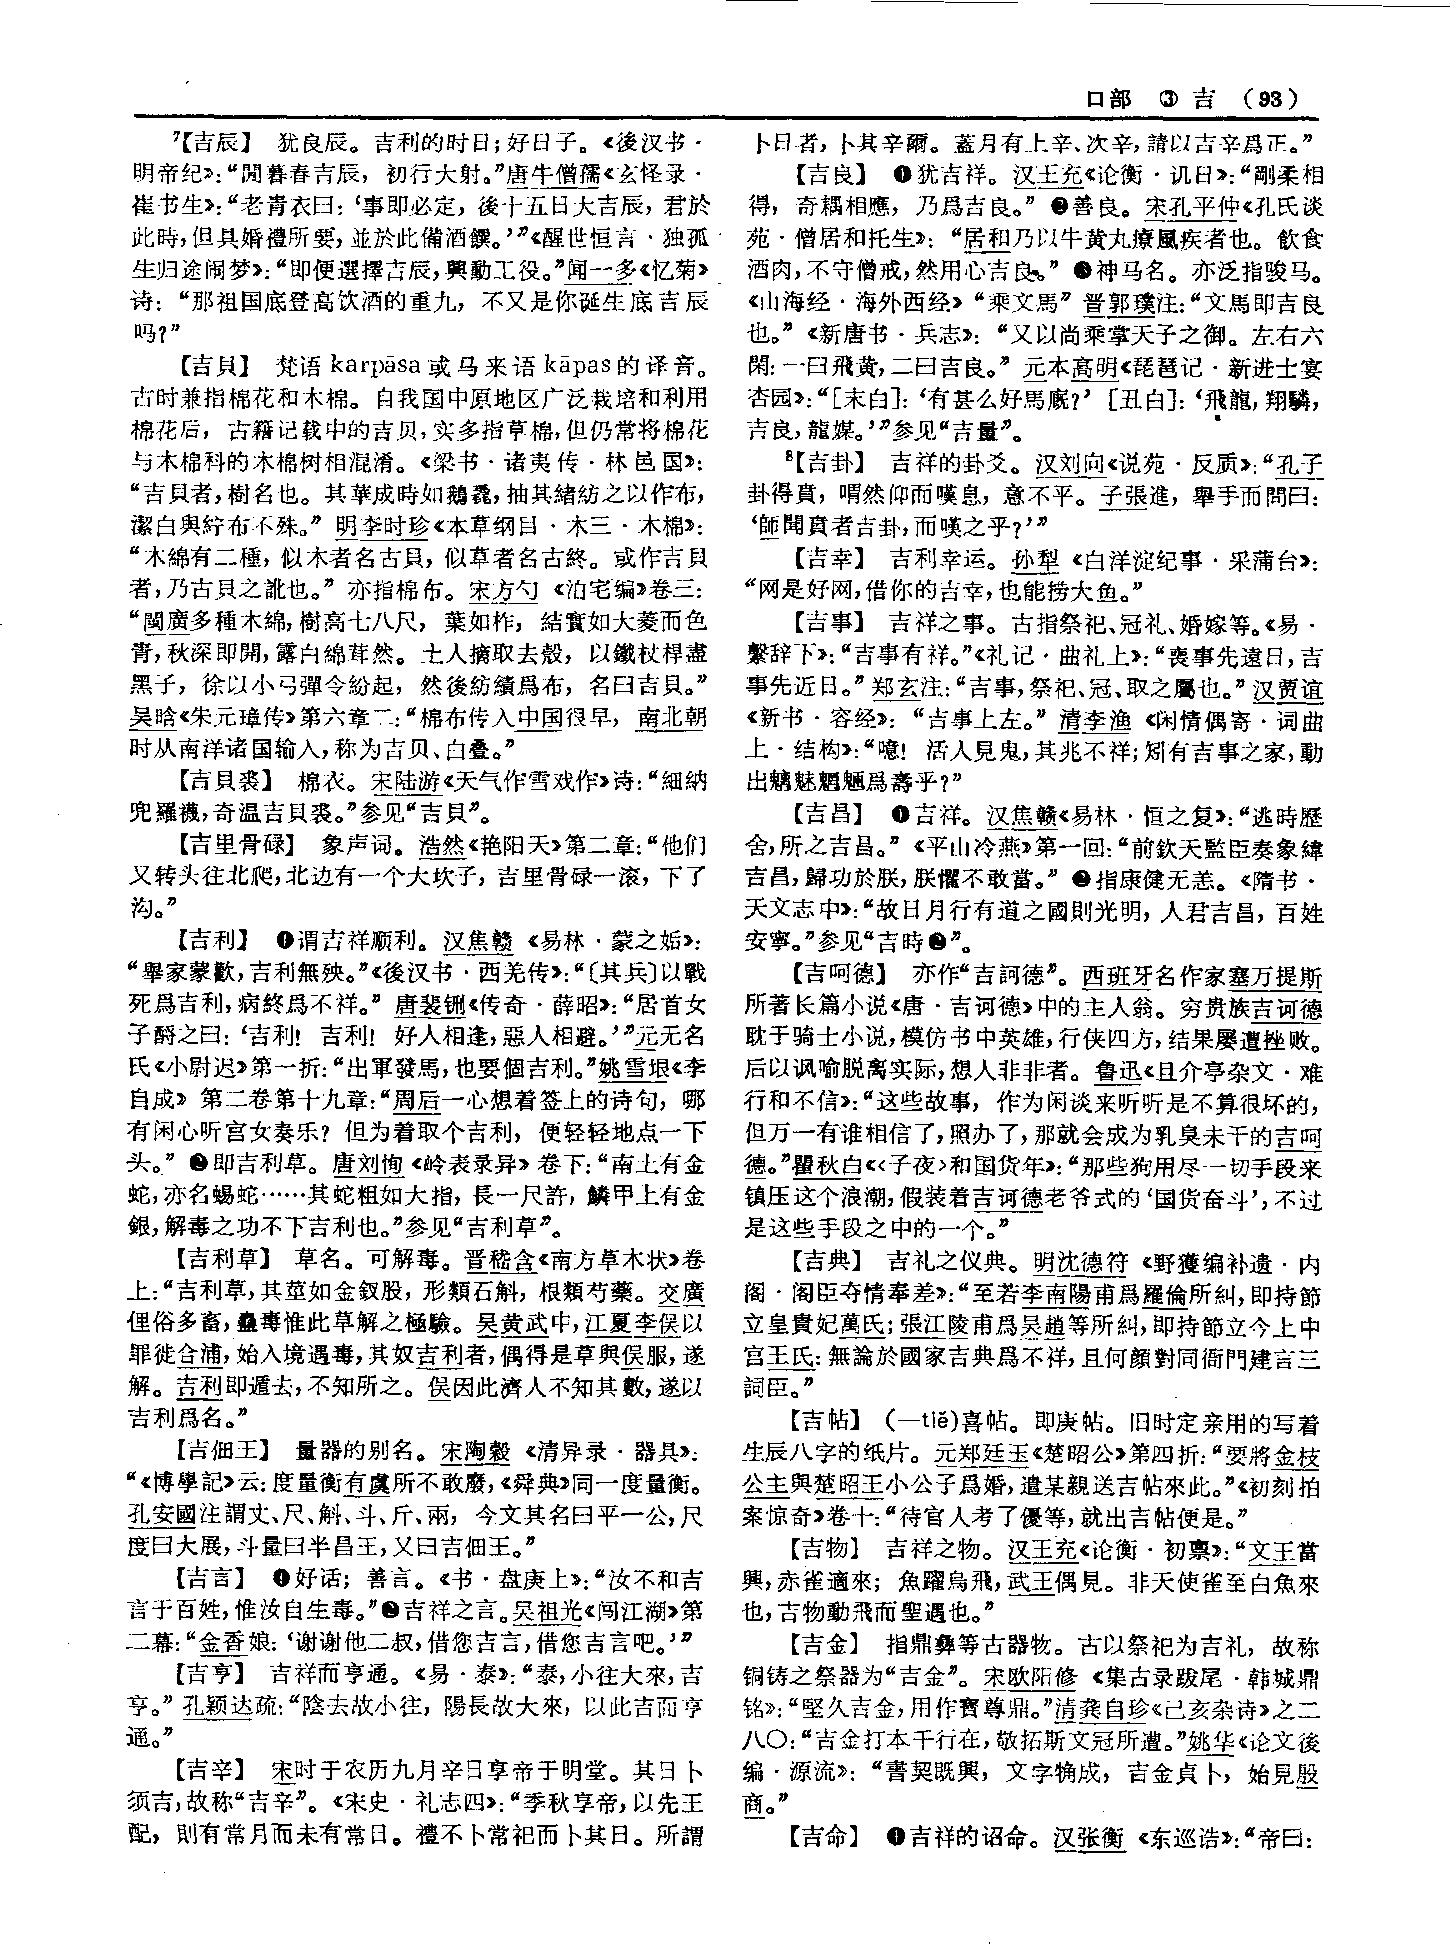 口部 ③ 吉 （93）
7【吉辰】 犹良辰。吉利的时日；好日子。《後汉书·
明帝纪》：“閒暮春吉辰，初行大射。”唐牛僧孺《玄怪录·
崔书生》：“老青衣曰：‘事即必定，後十五日大吉辰，君於
此時，但具婚禮所要，並於此備酒饌。’”《醒世恒言·独孤
生归途闹梦》：“即便選擇吉辰，興動工役。”闻一多《忆菊》
诗：“那祖国底登高饮酒的重九，不又是你诞生底吉辰
吗？”
【吉貝】 梵语 karpāsa 或马来语 kāpas 的译音。
古时兼指棉花和木棉。自我国中原地区广泛栽培和利用
棉花后，古籍记载中的吉贝，实多指草棉，但仍常将棉花
与木棉科的木棉树相混淆。《梁书·诸夷传·林邑国》：
“吉貝者，樹名也。其華成時如鵝毳，抽其緒紡之以作布，
潔白與紵布不殊。”明李时珍《本草纲目·木三·木棉》：
“木綿有二種，似木者名古貝，似草者名古終。或作吉貝
者，乃古貝之訛也。”亦指棉布。宋方勺《泊宅编》卷三：
“閩廣多種木綿，樹高七八尺，葉如柞，結實如大菱而色
青，秋深即開，露白綿茸然。土人摘取去殻，以鐵杖桿盡
黑子，徐以小弓彈令紛起，然後紡績爲布，名曰吉貝。”
吴晗《朱元璋传》第六章二：“棉布传入中国很早，南北朝
时从南洋诸国输入，称为吉贝、白叠。”
【吉貝裘】 棉衣。宋陆游《天气作雪戏作》诗：“細納
兜羅襪，奇温吉貝裘。”参见“吉貝”。
【吉里骨碌】 象声词。浩然《艳阳天》第二章：“他们
又转头往北爬，北边有一个大坎子，吉里骨碌一滚，下了
沟。”
【吉利】 ❶谓吉祥顺利。汉焦赣《易林·蒙之姤》：
“舉家蒙歡，吉利無殃。”《後汉书·西羌传》：“〔其兵〕以戰
死爲吉利，病終爲不祥。”唐裴铏《传奇·薛昭》：“居首女
子酹之曰：‘吉利！吉利！好人相逢，惡人相避。’”元无名
氏《小尉迟》第一折：“出軍發馬，也要個吉利。”姚雪垠《李
自成》第二卷第十九章：“周后一心想着签上的诗句，哪
有闲心听宫女奏乐？但为着取个吉利，便轻轻地点一下
头。”❷即吉利草。唐刘恂《岭表录异》卷下：“南土有金
蛇，亦名蜴蛇……其蛇粗如大指，長一尺許，鱗甲上有金
銀，解毒之功不下吉利也。”参见“吉利草”。
【吉利草】 草名。可解毒。晋嵇含《南方草木状》卷
上：“吉利草，其莖如金釵股，形類石斛，根類芍藥。交廣
俚俗多畜，蠱毒惟此草解之極驗。吴黄武中，江夏李俣以
罪徙合浦，始入境遇毒，其奴吉利者，偶得是草與俣服，遂
解。吉利即遁去，不知所之。俣因此濟人不知其數，遂以
吉利爲名。”
【吉佃王】 量器的别名。宋陶穀《清异录·器具》：
“《博學記》云：度量衡有虞所不敢廢，《舜典》同一度量衡。
孔安國注謂丈、尺、斛、斗、斤、兩，今文其名曰平一公，尺
度曰大展，斗量曰半昌王，又曰吉佃王。”
【吉言】 ❶好话；善言。《书·盘庚上》：“汝不和吉
言于百姓，惟汝自生毒。”❷吉祥之言。吴祖光《闯江湖》第
二幕：“金香娘：‘谢谢他二叔，借您吉言，借您吉言吧。’”
【吉亨】 吉祥而亨通。《易·泰》：“泰，小往大來，吉
亨。”孔颖达疏：“陰去故小往，陽長故大來，以此吉而亨
通。”
【吉辛】 宋时于农历九月辛日享帝于明堂。其日卜
须吉，故称“吉辛”。《宋史·礼志四》：“季秋享帝，以先王
配，則有常月而未有常日。禮不卜常祀而卜其日。所謂
卜日者，卜其辛爾。蓋月有上辛、次辛，請以吉辛爲正。”
【吉良】 ❶犹吉祥。汉王充《论衡·讥日》：“剛柔相
得，奇耦相應，乃爲吉良。”❷善良。宋孔平仲《孔氏谈
苑·僧居和托生》：“居和乃以牛黄丸療風疾者也。飲食
酒肉，不守僧戒，然用心吉良。”❸神马名。亦泛指骏马。
《山海经·海外西经》“乘文馬”晋郭璞注：“文馬即吉良
也。”《新唐书·兵志》：“又以尚乘掌天子之御。左右六
閑：一曰飛黄，二曰吉良。”元本高明《琵琶记·新进士宴
杏园》：“［末白］：‘有甚么好馬廐？’［丑白］：‘飛龍，翔驎，
吉良，龍媒。’”参见“吉量”。
8【吉卦】 吉祥的卦爻。汉刘向《说苑·反质》：“孔子
卦得賁，喟然仰而嘆息，意不平。子張進，舉手而問曰：
‘師聞賁者吉卦，而嘆之乎？’”
【吉幸】 吉利幸运。孙犁《白洋淀纪事·采蒲台》：
“网是好网，借你的吉幸，也能捞大鱼。”
【吉事】 吉祥之事。古指祭祀、冠礼、婚嫁等。《易·
繫辞下》：“吉事有祥。”《礼记·曲礼上》：“喪事先遠日，吉
事先近日。”郑玄注：“吉事，祭祀、冠、取之屬也。”汉贾谊
《新书·容经》：“吉事上左。”清李渔《闲情偶寄·词曲
上·结构》：“噫！活人見鬼，其兆不祥；矧有吉事之家，動
出魑魅魍魎爲壽乎？”
【吉昌】 ❶吉祥。汉焦赣《易林·恒之复》：“逃時歷
舍，所之吉昌。”《平山冷燕》第一回：“前欽天監臣奏象緯
吉昌，歸功於朕，朕懼不敢當。”❷指康健无恙。《隋书·
天文志中》：“故日月行有道之國則光明，人君吉昌，百姓
安寧。”参见“吉時❷”。
【吉呵德】 亦作“吉訶德”。西班牙名作家塞万提斯
所著长篇小说《唐·吉诃德》中的主人翁。穷贵族吉诃德
耽于骑士小说，模仿书中英雄，行侠四方，结果屡遭挫败。
后以讽喻脱离实际，想入非非者。鲁迅《且介亭杂文·难
行和不信》：“这些故事，作为闲谈来听听是不算很坏的，
但万一有谁相信了，照办了，那就会成为乳臭未干的吉呵
德。”瞿秋白《〈子夜〉和国货年》：“那些狗用尽一切手段来
镇压这个浪潮，假装着吉诃德老爷式的‘国货奋斗’，不过
是这些手段之中的一个。”
【吉典】 吉礼之仪典。明沈德符《野獲编补遗·内
阁·阁臣夺情奉差》：“至若李南陽甫爲羅倫所糾，即持節
立皇貴妃萬氏；張江陵甫爲吴趙等所糾，即持節立今上中
宫王氏：無論於國家吉典爲不祥，且何顔對同衙門建言三
詞臣。”
【吉帖】 （—tiě）喜帖。即庚帖。旧时定亲用的写着
生辰八字的纸片。元郑廷玉《楚昭公》第四折：“要將金枝
公主與楚昭王小公子爲婚，遣某親送吉帖來此。”《初刻拍
案惊奇》卷十：“待官人考了優等，就出吉帖便是。”
【吉物】 吉祥之物。汉王充《论衡·初禀》：“文王當
興，赤雀適來；魚躍烏飛，武王偶見。非天使雀至白魚來
也，吉物動飛而聖遇也。”
【吉金】 指鼎彝等古器物。古以祭祀为吉礼，故称
铜铸之祭器为“吉金”。宋欧阳修《集古录跋尾·韩城鼎
铭》：“堅久吉金，用作寶尊鼎。”清龚自珍《己亥杂诗》之二
八〇：“吉金打本千行在，敬拓斯文冠所遭。”姚华《论文後
编·源流》：“書契既興，文字犄成，吉金貞卜，始見殷
商。”
【吉命】 ❶吉祥的诏命。汉张衡《东巡诰》：“帝曰：